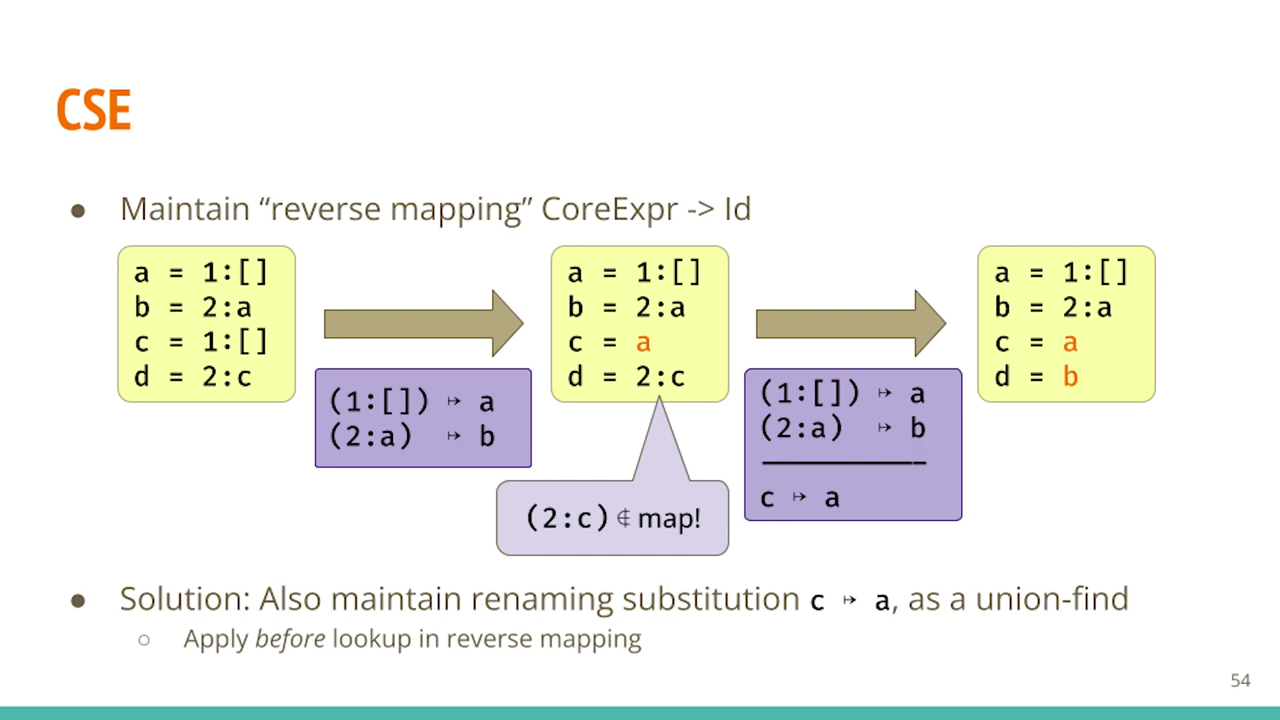 CSE
● Maintain “reverse mapping” CoreExpr -> Id
a = 1:[]
b = 2:a
c = 1:[]
d = 2:c
(1:[]) ↦ a
(2:a) ↦ b
a = 1:[]
b = 2:a
c = a
d = 2:c
(2:c) ∉ map!
(1:[]) ↦ a
(2:a) ↦ b
c ↦ a
a = 1:[]
b = 2:a
c = a
d = b
● Solution: Also maintain renaming substitution c ↦ a, as a union-find
○ Apply before lookup in reverse mapping
54